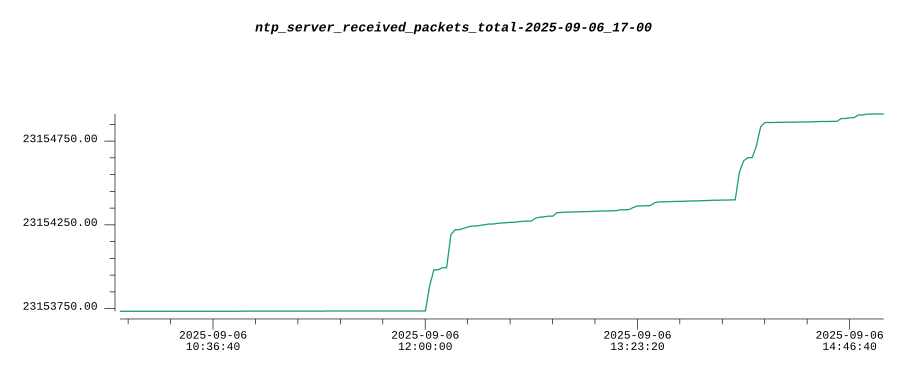 ntp_server_received_packets_total-2025-09-06_17-00
23154750.00
23154250.00
23153750.00
2025-09-06 2025-09-06 2025-09-06 2025-09-06
10:36:40 12:00:00 13:23:20 14:46:40